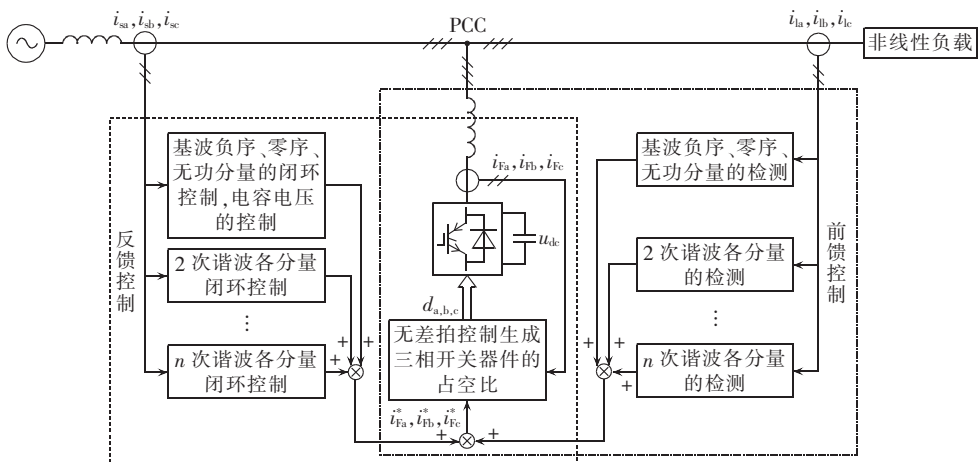 i_sa, i_sb, i_sc
PCC
i_la, i_lb, i_lc
非线性负载
基波负序、零序、
无功分量的闭环
控制,电容电压
的控制
反馈控制
2 次谐波各分量
闭环控制
⋮
n 次谐波各分量
闭环控制
+
+
+
i_Fa, i_Fb, i_Fc
u_dc
d_a,b,c
无差拍控制生成
三相开关器件的
占空比
i*_Fa, i*_Fb, i*_Fc
+
+
基波负序、零序、
无功分量的检测
前馈控制
2 次谐波各分量
的检测
⋮
n 次谐波各分量
的检测
+
+
+